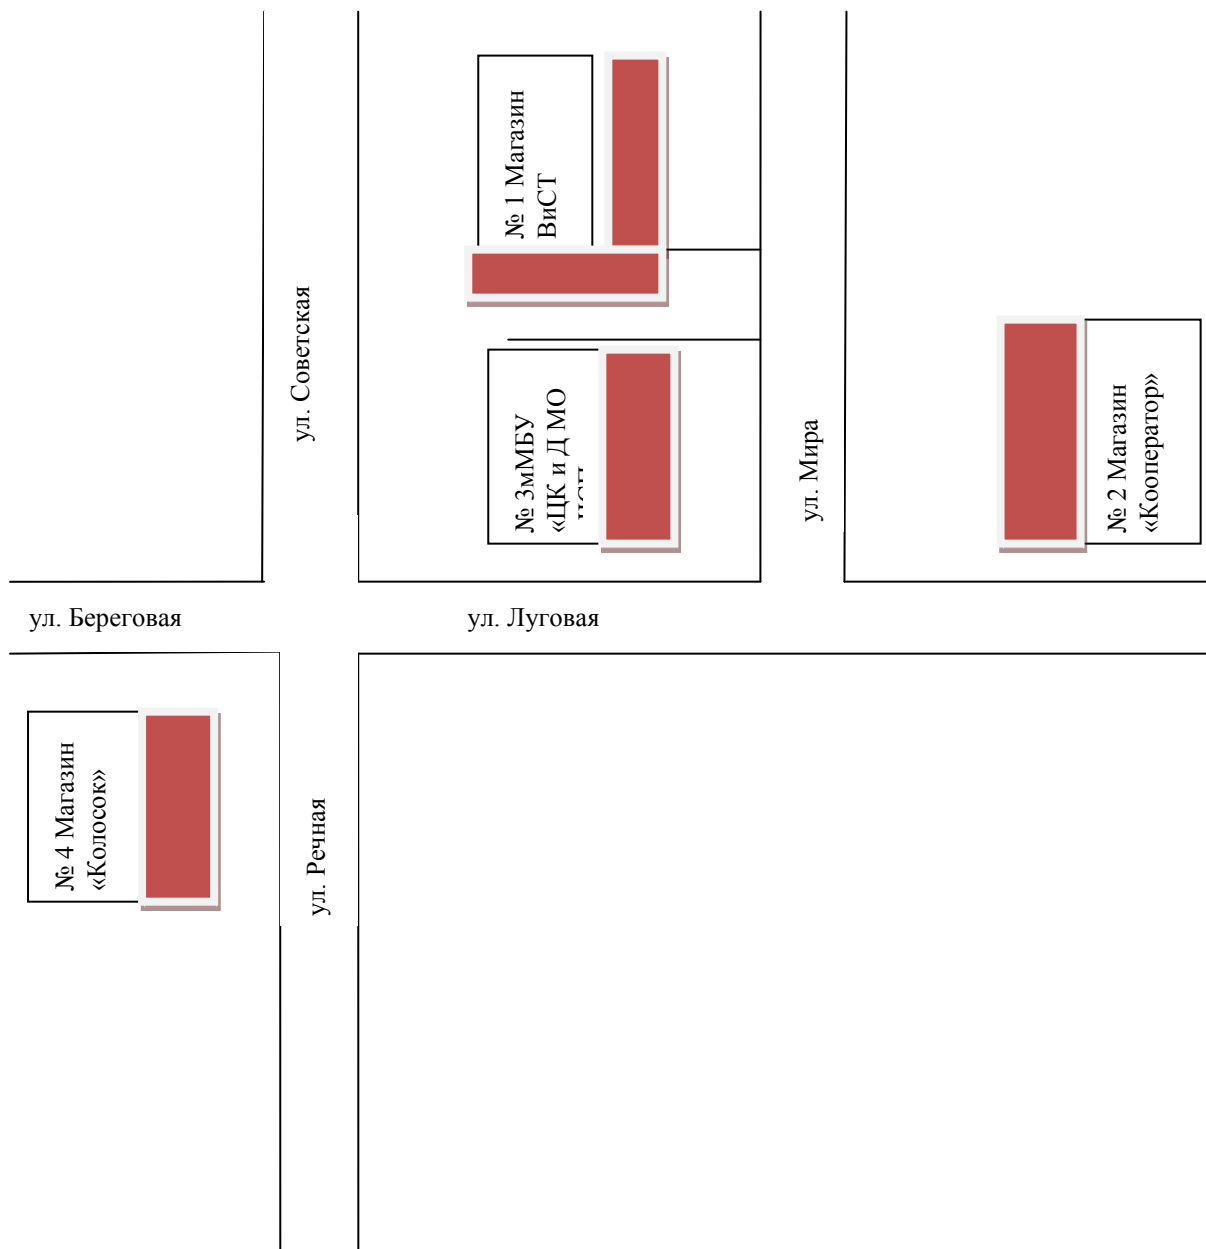 № 1 Магазин
ВиСТ
ул. Советская
№ 3мМБУ
«ЦК и Д МО
ул. Мира
№ 2 Магазин
«Кооператор»
ул. Береговая
ул. Луговая
№ 4 Магазин
«Колосок»
ул. Речная